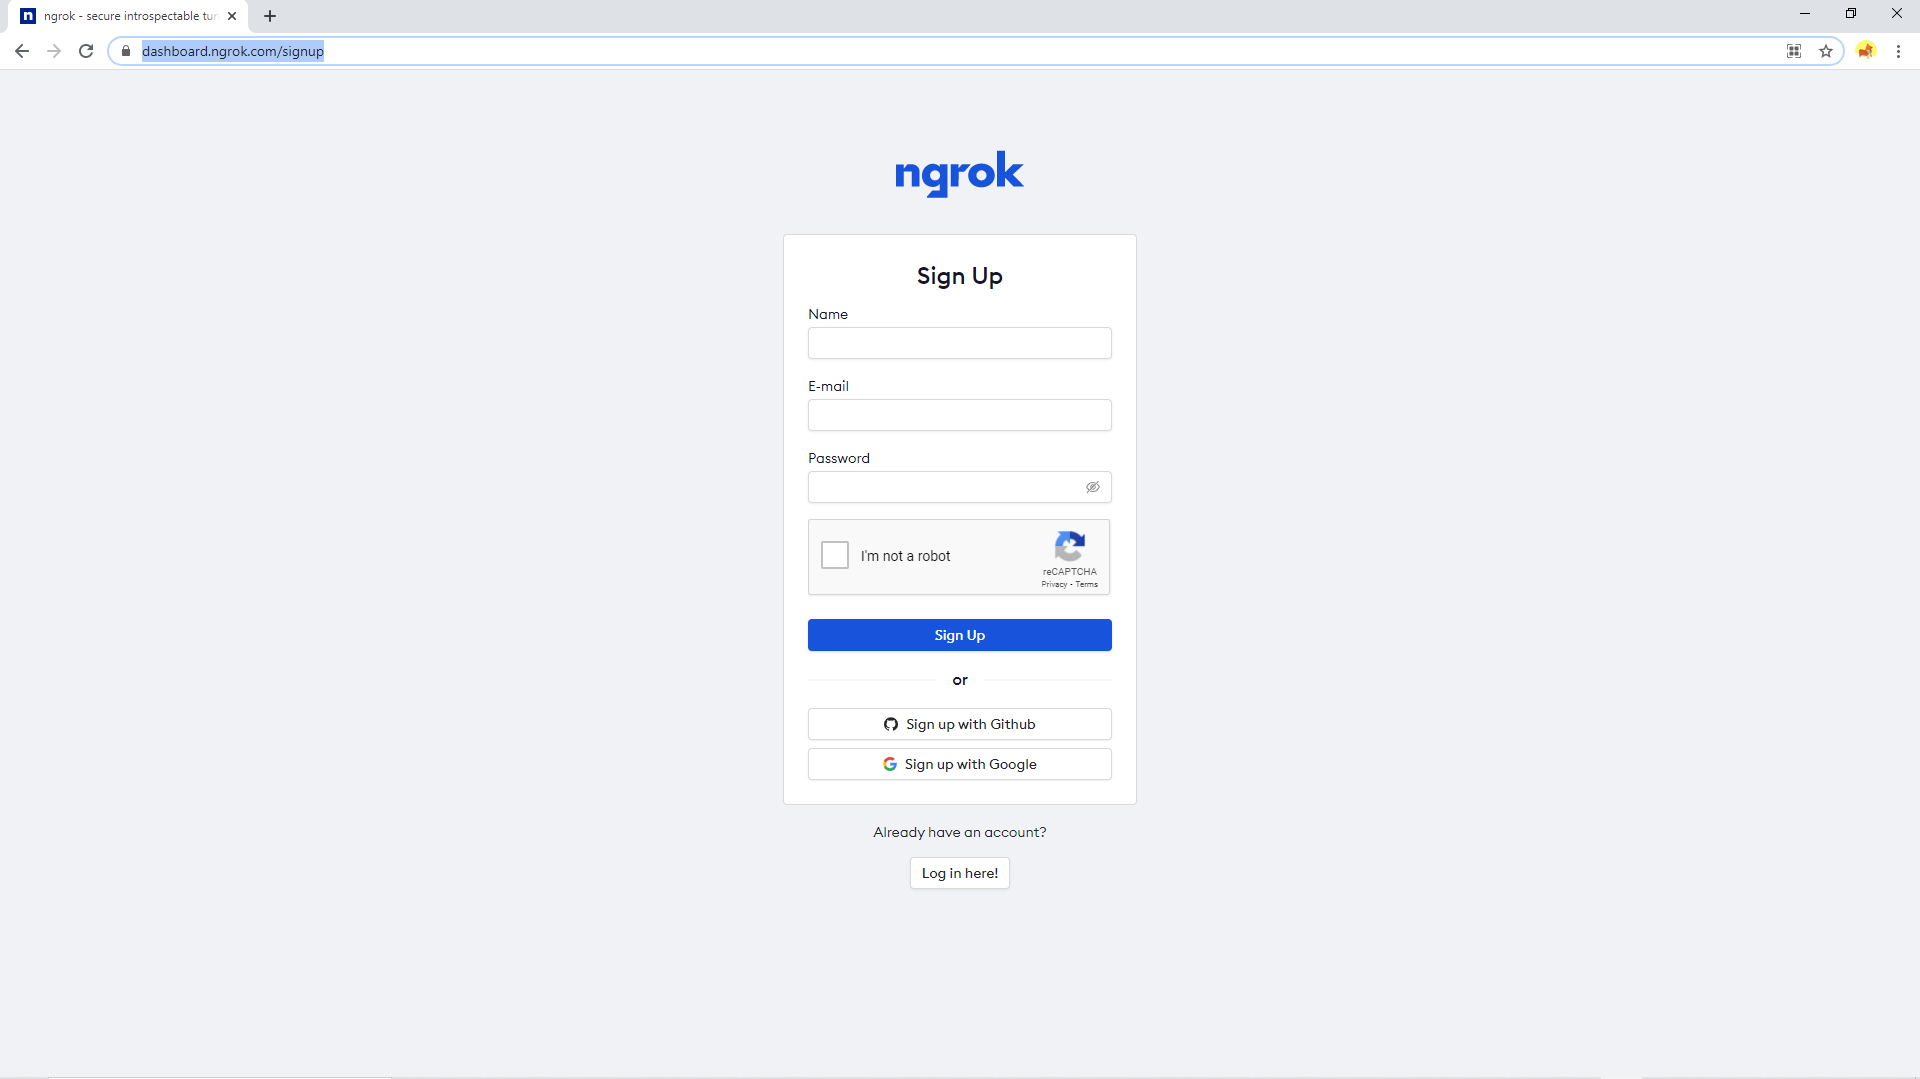 n ngrok - secure introspectable tun
dashboard.ngrok.com/signup
ngrok
Sign Up
Name
E-mail
Password
I'm not a robot
reCAPTCHA
Privacy - Terms
Sign Up
or
Sign up with Github
Sign up with Google
Already have an account?
Log in here!